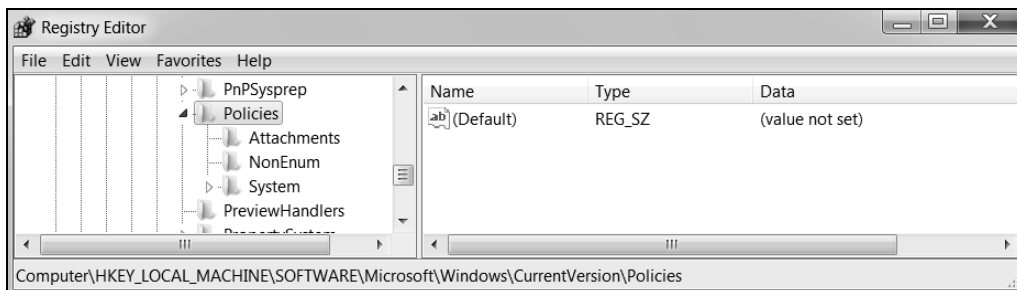 Registry Editor
File Edit View Favorites Help
PnPSysprep
Policies
Attachments
NonEnum
System
PreviewHandlers
Name Type Data
ab (Default) REG_SZ (value not set)
Computer\HKEY_LOCAL_MACHINE\SOFTWARE\Microsoft\Windows\CurrentVersion\Policies